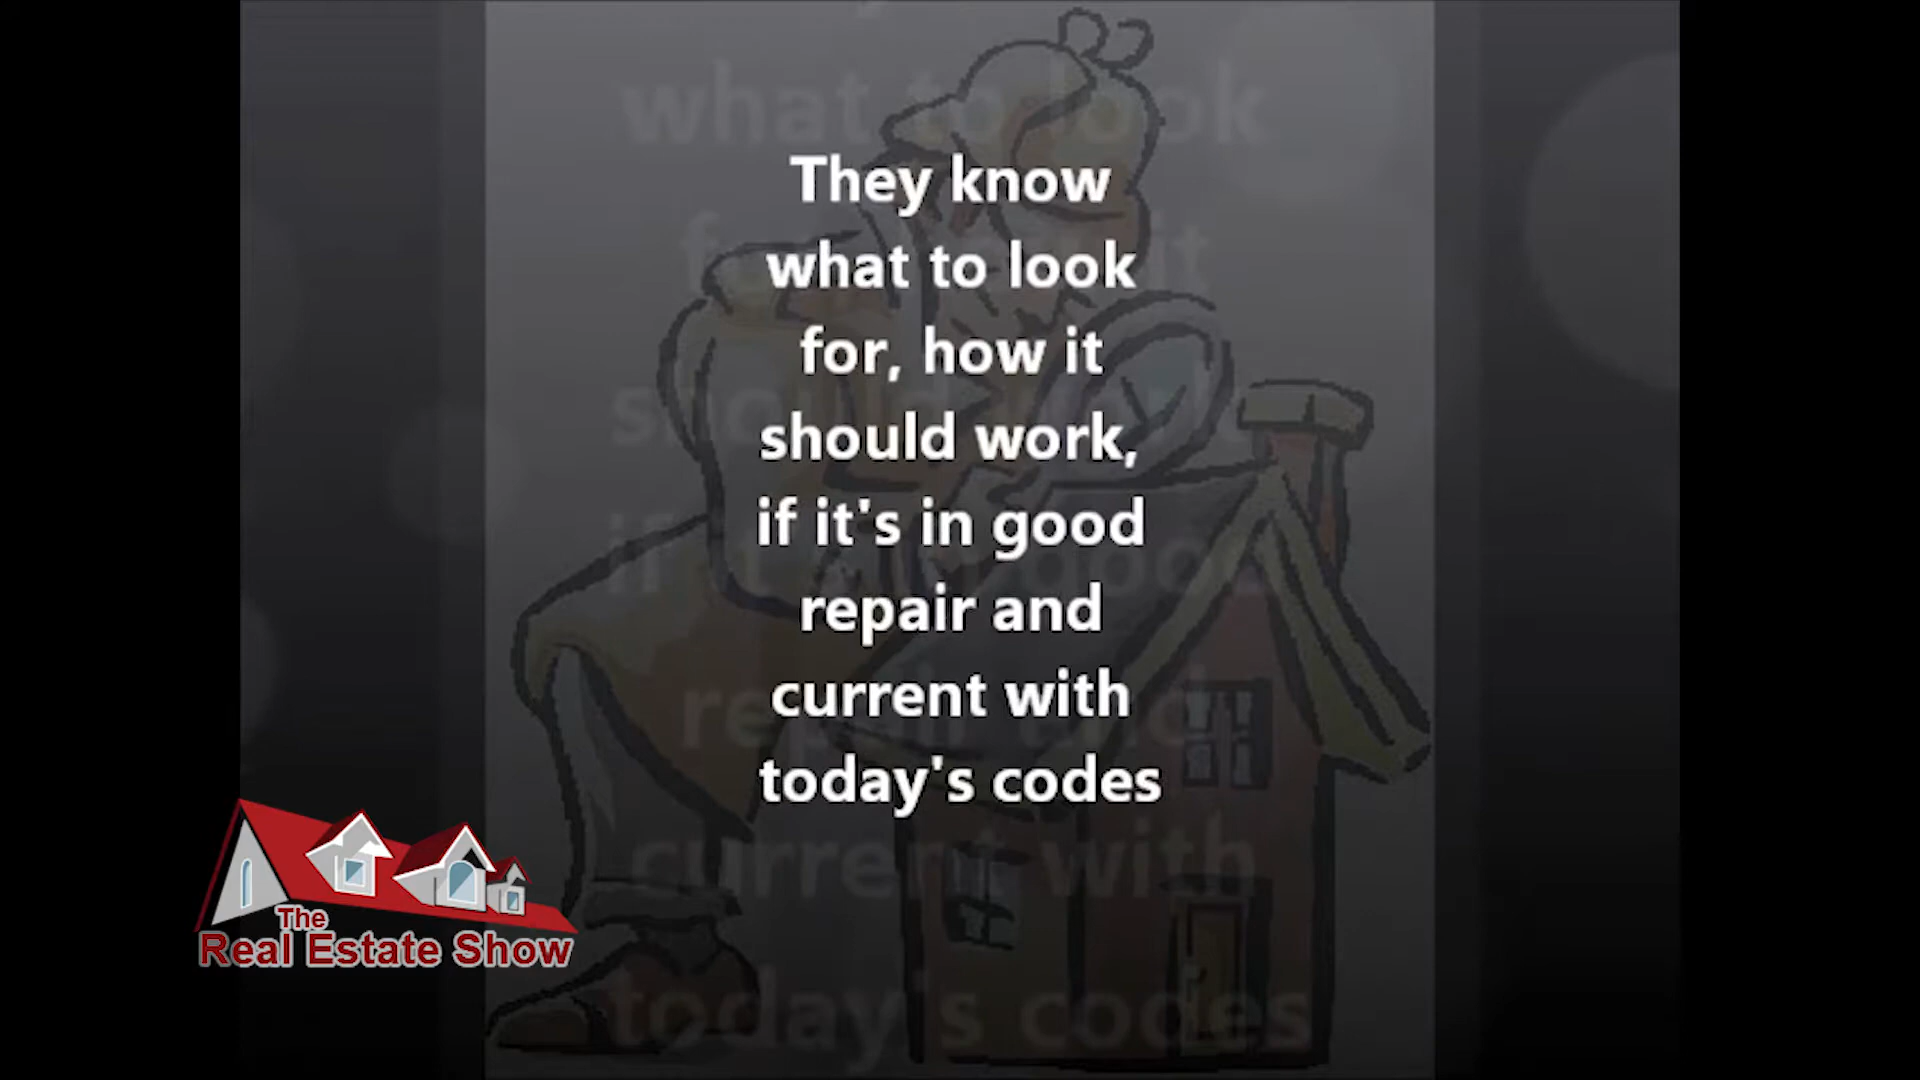 They know
what to look
for, how it
should work,
if it's in good
repair and
current with
today's codes
The
Real Estate Show